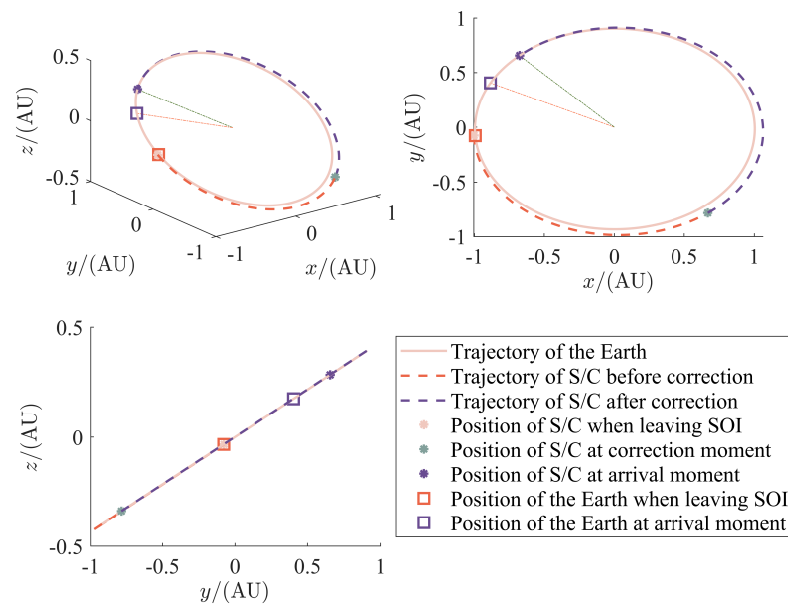 0.5
0
-0.5
z/(AU)
1
0
-1
y/(AU)
-1
0
1
x/(AU)
1
0.5
0
-0.5
-1
y/(AU)
-1
-0.5
0
0.5
1
x/(AU)
0.5
0
-0.5
z/(AU)
-1
-0.5
0
0.5
1
y/(AU)
Trajectory of the Earth
Trajectory of S/C before correction
Trajectory of S/C after correction
Position of S/C when leaving SOI
Position of S/C at correction moment
Position of S/C at arrival moment
Position of the Earth when leaving SOI
Position of the Earth at arrival moment